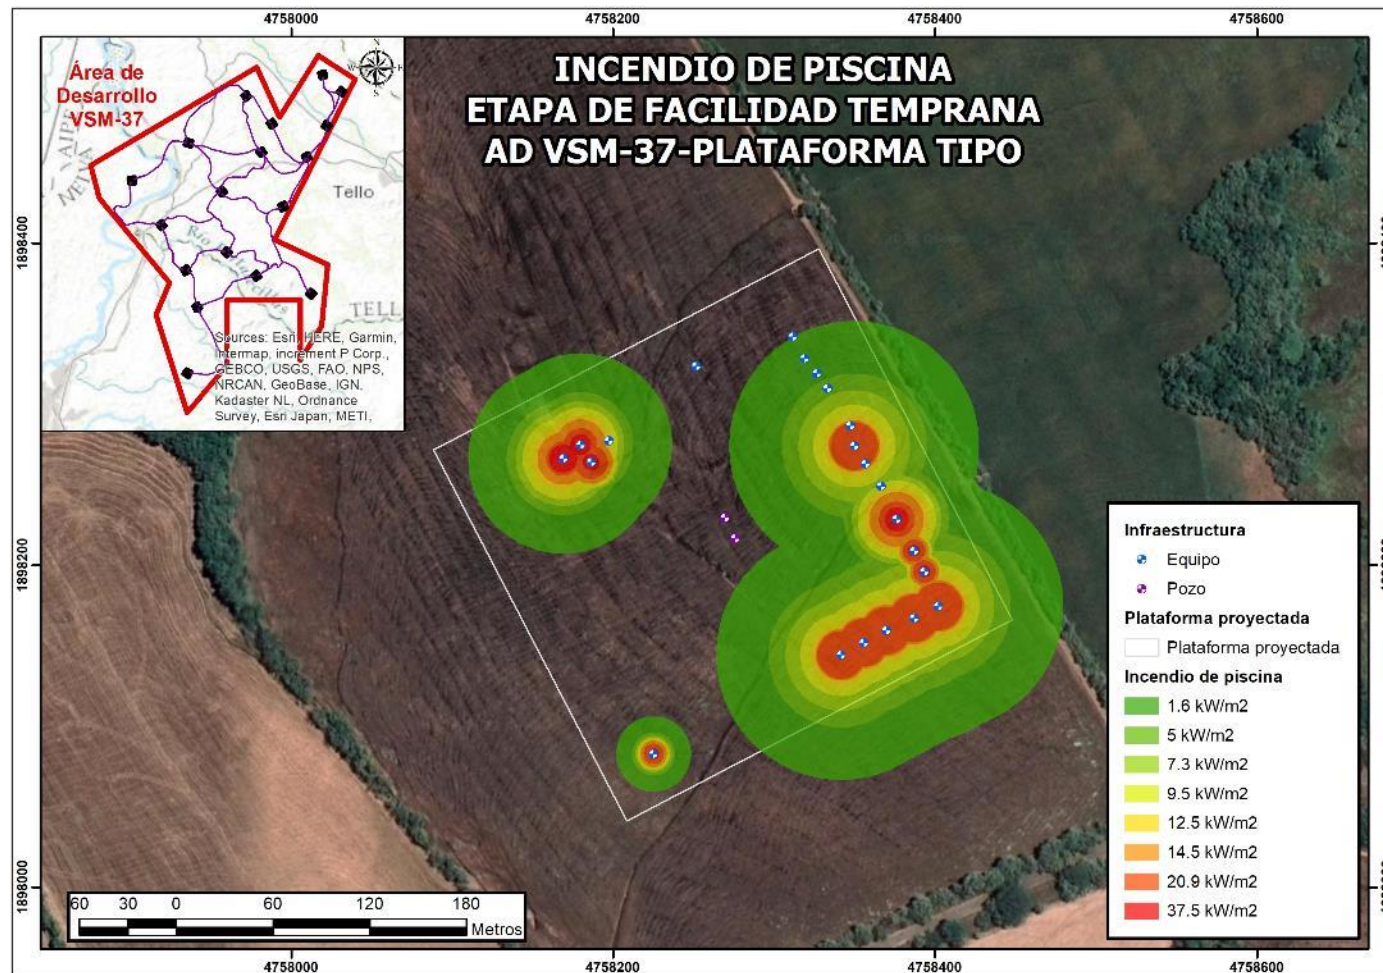 4758000
4758200
4758400
4758600
INCENDIO DE PISCINA
ETAPA DE FACILIDAD TEMPRANA
AD VSM-37-PLATAFORMA TIPO
Área de
Desarrollo
VSM-37
N
W
E
S
NEIVA
Tello
TELL
Sources: Esri, HERE, Garmin,
Intermap, increment P Corp.,
GEBCO, USGS, FAO, NPS,
NRCAN, GeoBase, IGN,
Kadaster NL, Ordnance
Survey, Esri Japan, METI,
1898400
1898200
1898000
Infraestructura
Equipo
Pozo
Plataforma proyectada
Plataforma proyectada
Incendio de piscina
1.6 kW/m2
5 kW/m2
7.3 kW/m2
9.5 kW/m2
12.5 kW/m2
14.5 kW/m2
20.9 kW/m2
37.5 kW/m2
60 30 0 60 120 180
Metros
4758000
4758200
4758400
4758600